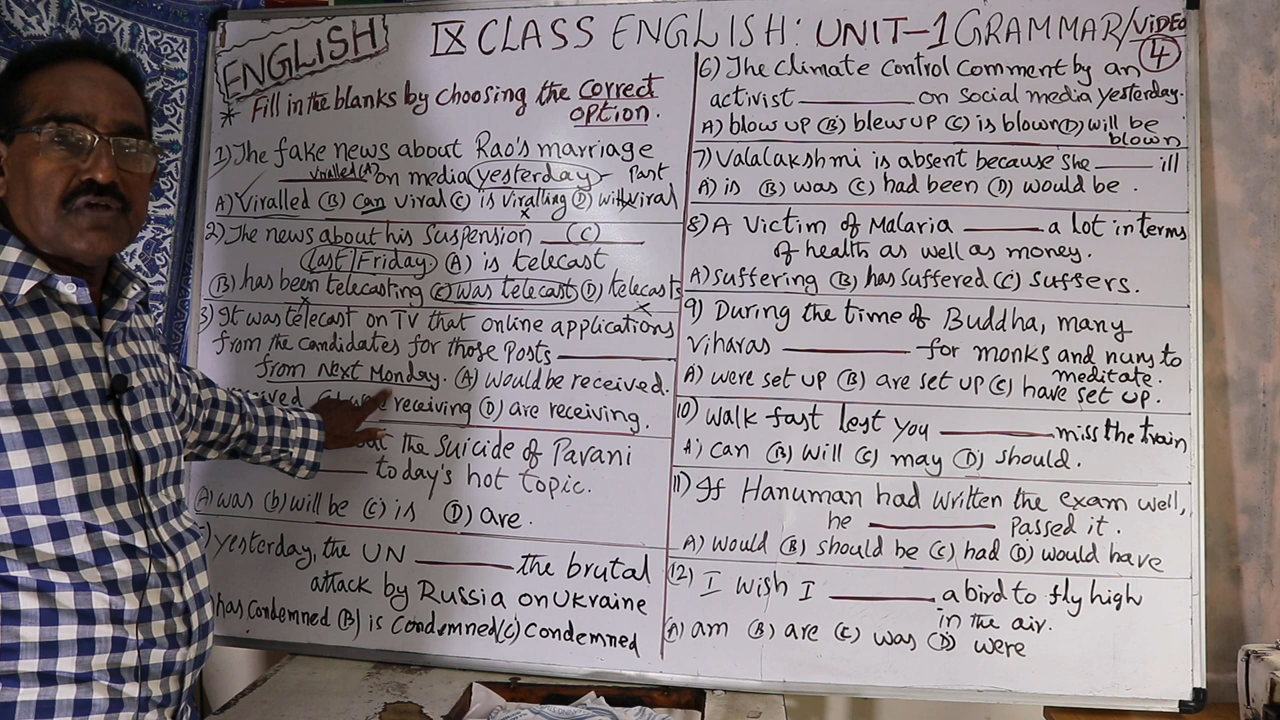 ENGLISH
IX CLASS ENGLISH: UNIT-1 GRAMMAR/VIDEO
4
* Fill in the blanks by choosing the correct
option.
1) The fake news about Rao's marriage
viralled (A) on media yesterday - Past
A) Viralled (B) can viral (C) is viralling (D) will viral
2) The news about his suspension (C)
last Friday. (A) is telecast
(B) has been telecasting (C) was telecast (D) telecasts
3) It was telecast on TV that online applications
from the candidates for those posts ________
from next Monday. (A) would be received.
receiving (D) are receiving.
the suicide of Pavani
________ today's hot topic.
(A) was (b) will be (c) is (D) are.
yesterday, the UN ________ the brutal
attack by Russia on Ukraine
has condemned (B) is condemned (C) condemned
6) The climate control comment by an
activist ________ on social media yesterday.
A) blow up (B) blew up (C) is blown (D) will be
blown
7) Valalakshmi is absent because she ____ ill
A) is (B) was (C) had been (D) would be.
8) A victim of Malaria ______ a lot in terms
of health as well as money.
A) suffering (B) has suffered (C) suffers.
9) During the time of Buddha, many
viharas ________ for monks and nuns to
meditate.
A) were set up (B) are set up (C) have set up.
10) Walk fast lest you ________ miss the train
A) can (B) will (C) may (D) should.
11) If Hanuman had written the exam well,
he ________ passed it.
A) would (B) should be (C) had (D) would have
(12) I wish I ________ a bird to fly high
in the air.
(A) am (B) are (C) was (D) were